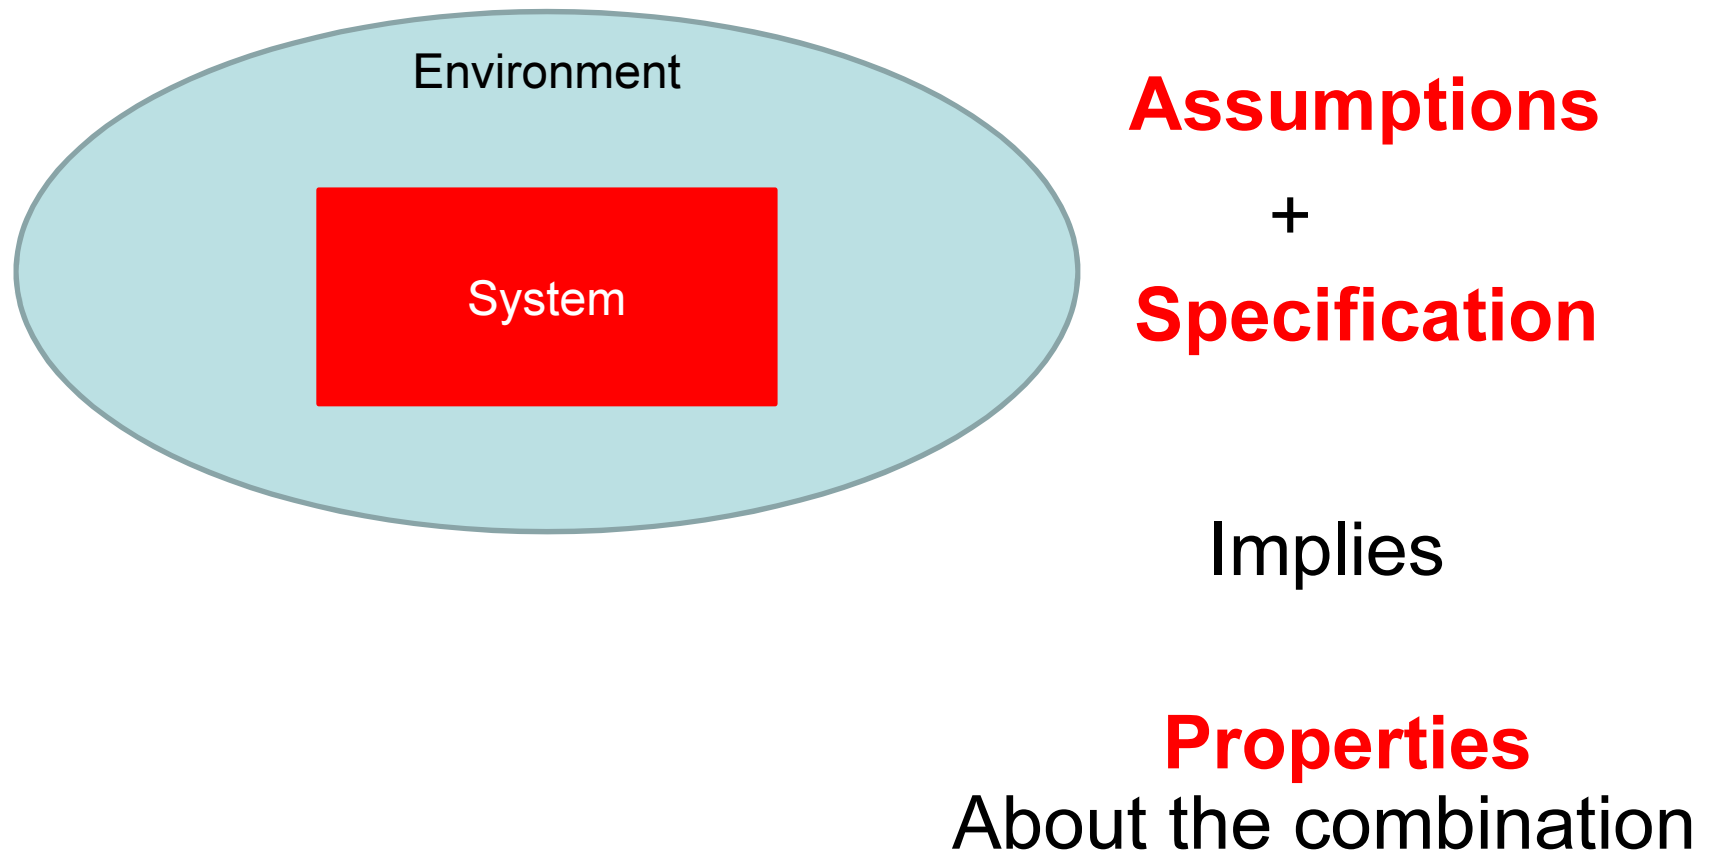 Environment
System
Assumptions
+
Specification
Implies
Properties
About the combination